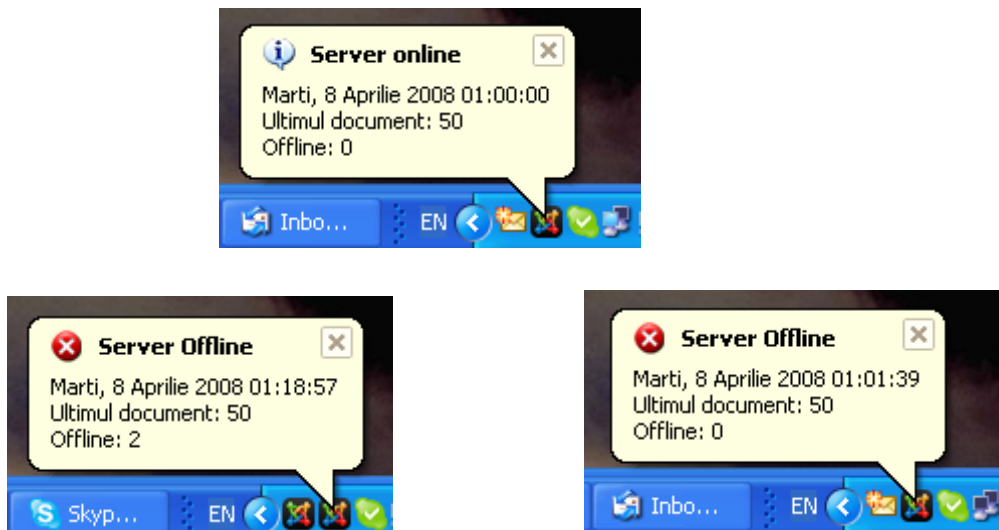 Server online
Marti, 8 Aprilie 2008 01:00:00
Ultimul document: 50
Offline: 0
Inbo...
EN
Server Offline
Marti, 8 Aprilie 2008 01:18:57
Ultimul document: 50
Offline: 2
Skyp...
EN
Server Offline
Marti, 8 Aprilie 2008 01:01:39
Ultimul document: 50
Offline: 0
Inbo...
EN